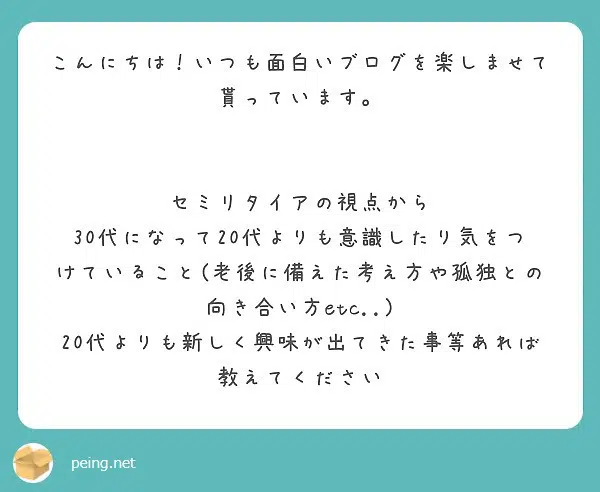 こんにちは！いつも面白いブログを楽しませて
貰っています。
セミリタイアの視点から
30代になって20代よりも意識したり気をつ
けていること(老後に備えた考え方や孤独との
向き合い方etc..)
20代よりも新しく興味が出てきた事等あれば
教えてください
peing.net